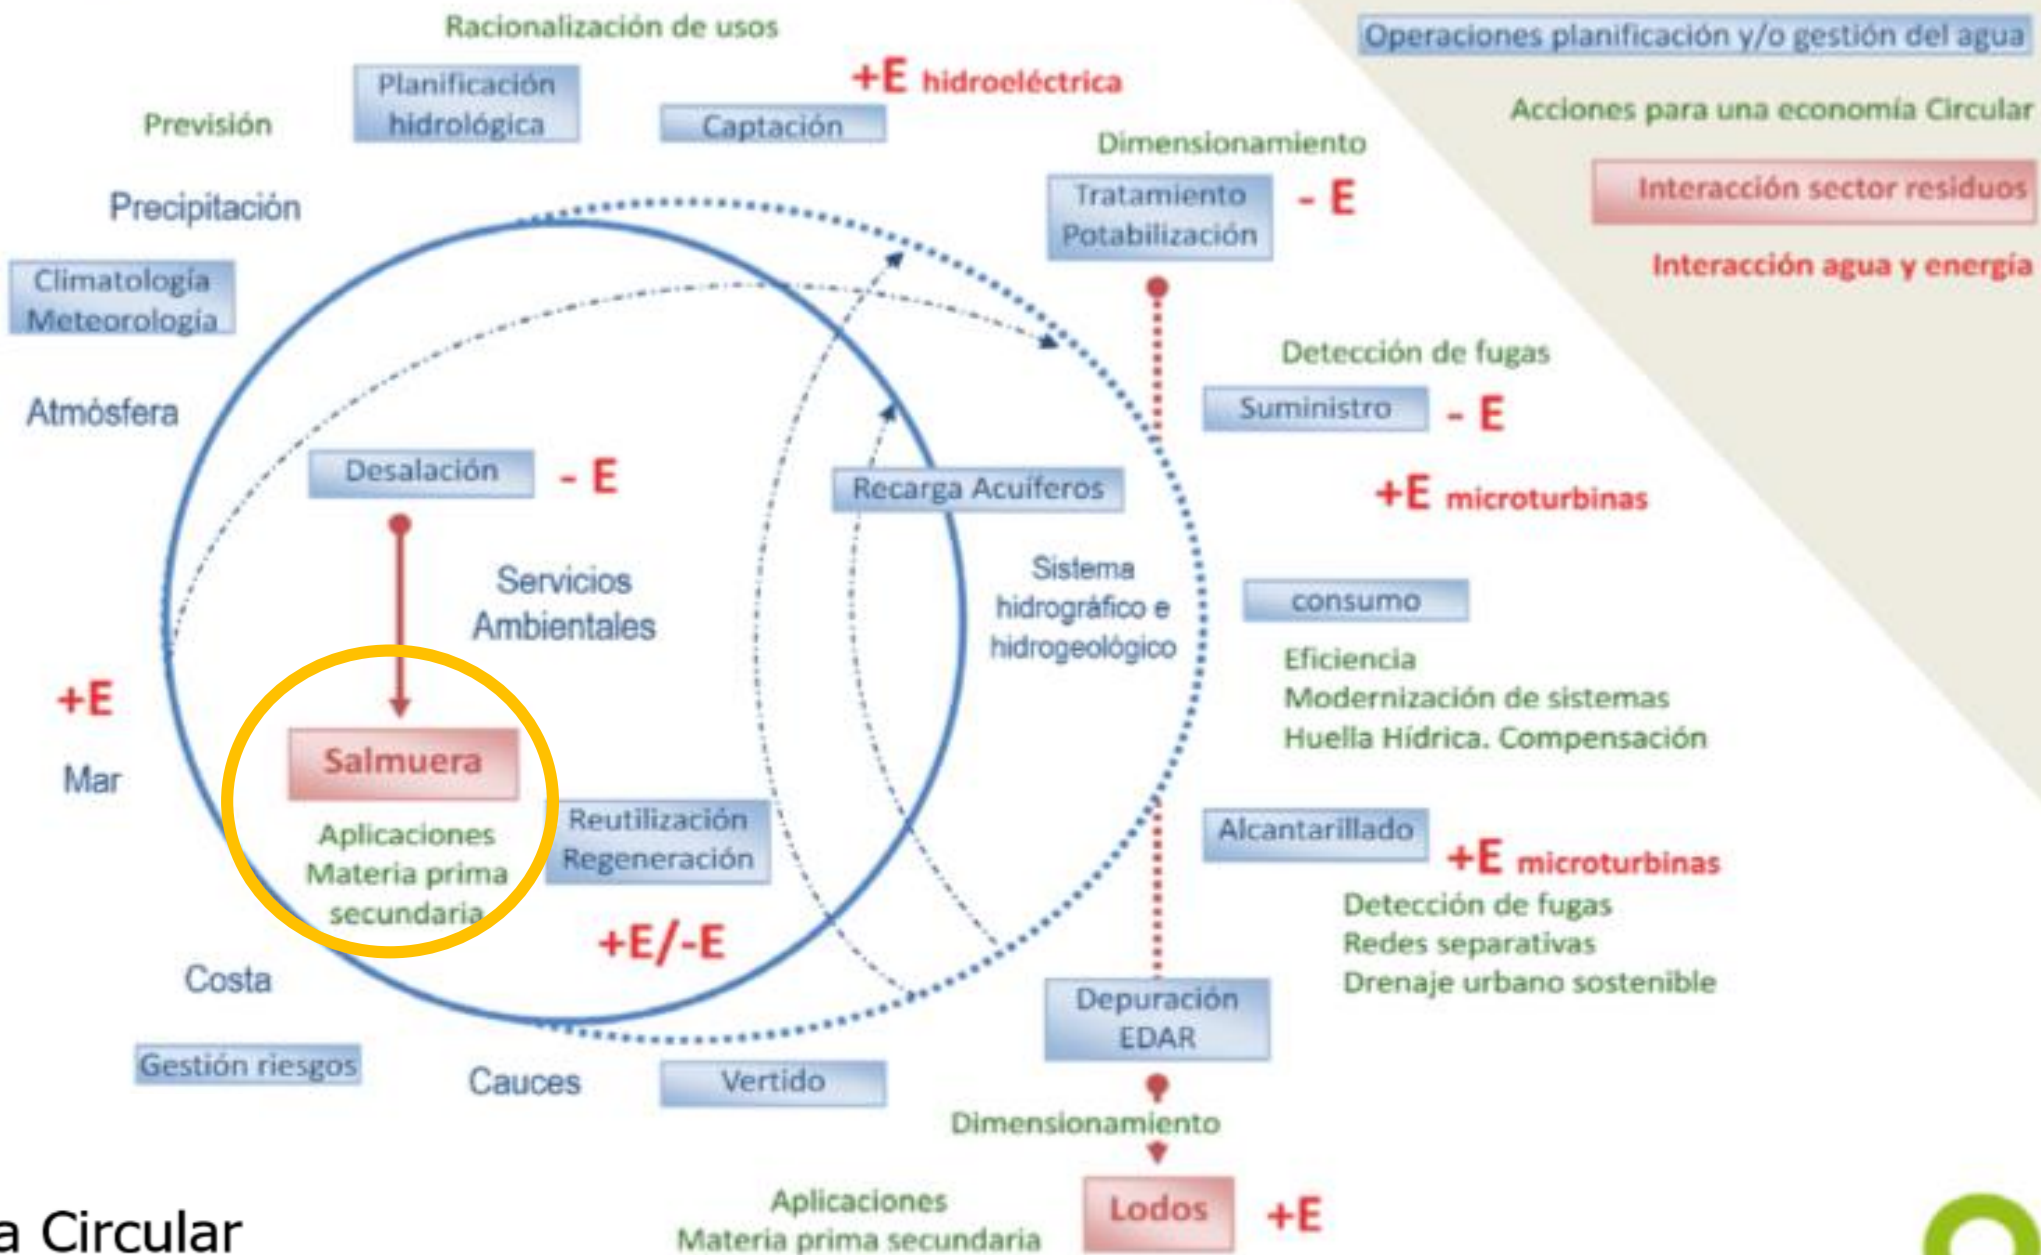 Racionalización de usos
Operaciones planificación y/o gestión del agua
Planificación
hidrológica
+E hidroeléctrica
Captación
Previsión
Acciones para una economía Circular
Dimensionamiento
Tratamiento
Potabilización
- E
Interacción sector residuos
Precipitación
Interacción agua y energía
Climatología
Meteorología
Detección de fugas
Atmósfera
Suministro
- E
Desalación
- E
Recarga Acuíferos
+E microturbinas
Servicios
Ambientales
Sistema
hidrográfico e
hidrogeológico
consumo
Eficiencia
Modernización de sistemas
Huella Hídrica. Compensación
+E
Mar
Salmuera
Aplicaciones
Materia prima
secundaria
Reutilización
Regeneración
+E/-E
Alcantarillado
+E microturbinas
Detección de fugas
Redes separativas
Drenaje urbano sostenible
Costa
Depuración
EDAR
Gestión riesgos
Cauces
Vertido
Dimensionamiento
Aplicaciones
Materia prima secundaria
Lodos
+E
a Circular